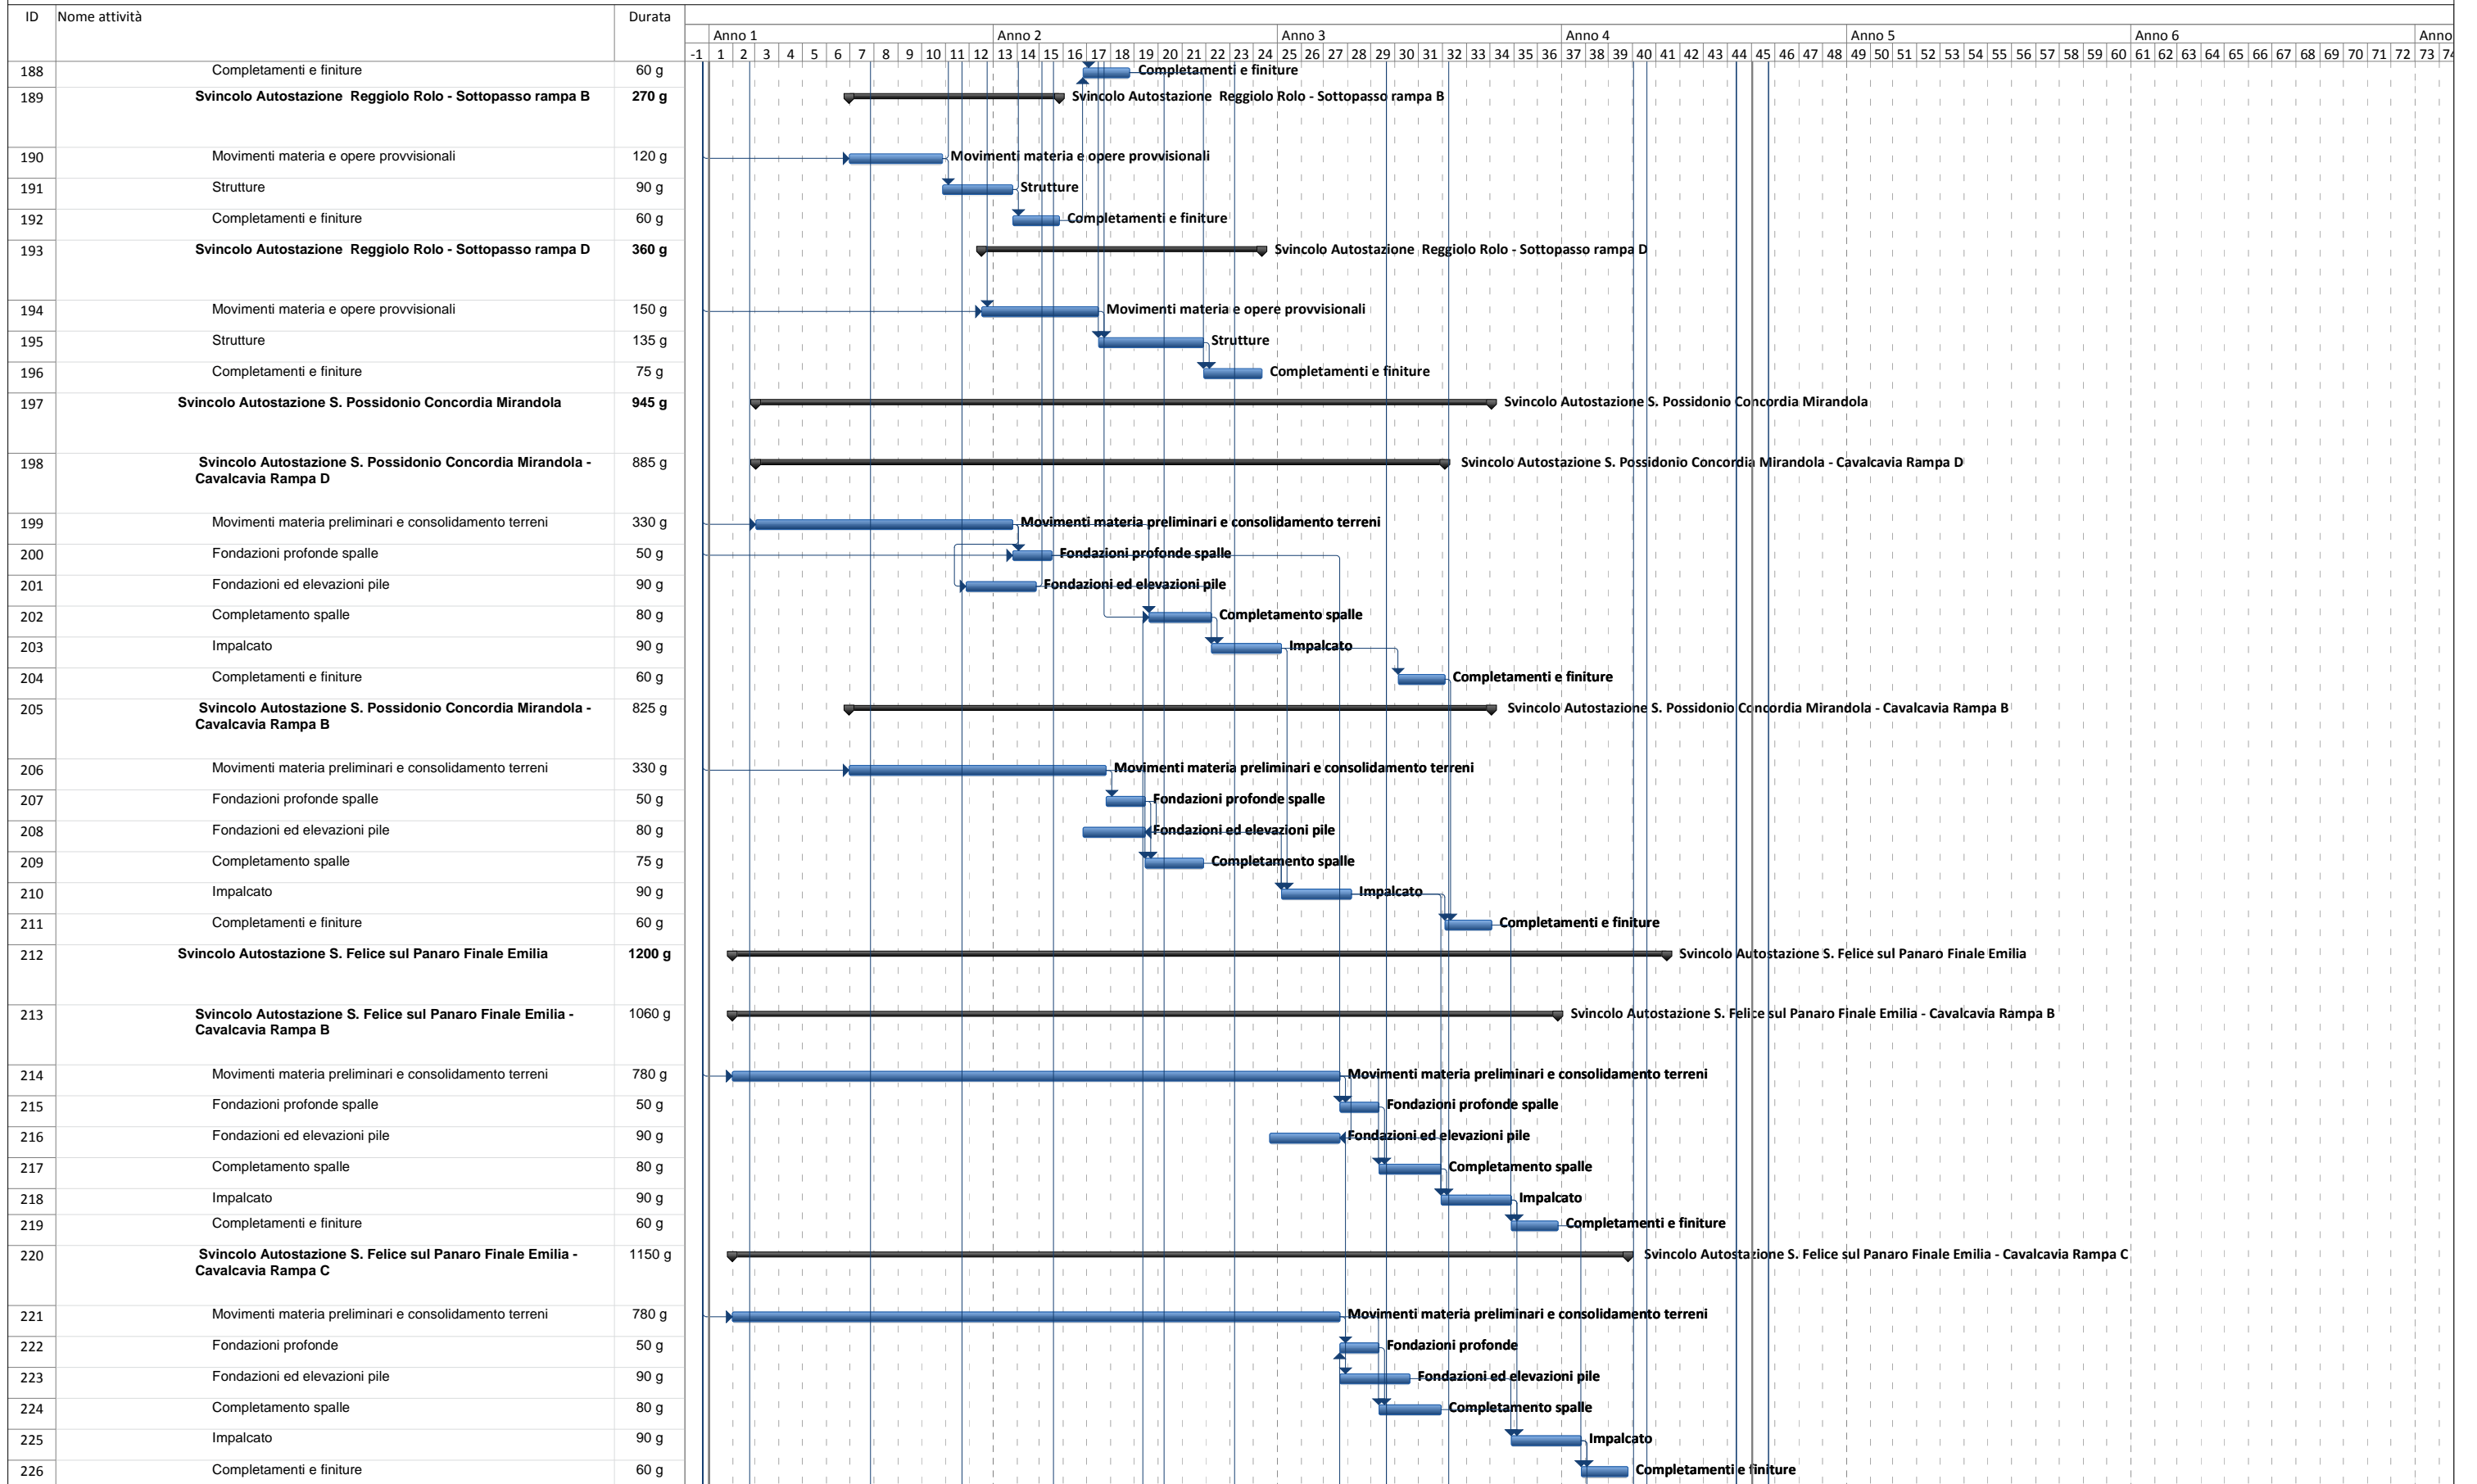 ID Nome attività Durata
Anno 1 Anno 2 Anno 3 Anno 4 Anno 5 Anno 6 Anno
-1 1 2 3 4 5 6 7 8 9 10 11 12 13 14 15 16 17 18 19 20 21 22 23 24 25 26 27 28 29 30 31 32 33 34 35 36 37 38 39 40 41 42 43 44 45 46 47 48 49 50 51 52 53 54 55 56 57 58 59 60 61 62 63 64 65 66 67 68 69 70 71 72 73 74
188 Completamenti e finiture 60 g Completamenti e finiture
189 Svincolo Autostazione Reggiolo Rolo - Sottopasso rampa B 270 g Svincolo Autostazione Reggiolo Rolo - Sottopasso rampa B
190 Movimenti materia e opere provvisionali 120 g Movimenti materia e opere provvisionali
191 Strutture 90 g Strutture
192 Completamenti e finiture 60 g Completamenti e finiture
193 Svincolo Autostazione Reggiolo Rolo - Sottopasso rampa D 360 g Svincolo Autostazione Reggiolo Rolo - Sottopasso rampa D
194 Movimenti materia e opere provvisionali 150 g Movimenti materia e opere provvisionali
195 Strutture 135 g Strutture
196 Completamenti e finiture 75 g Completamenti e finiture
197 Svincolo Autostazione S. Possidonio Concordia Mirandola 945 g Svincolo Autostazione S. Possidonio Concordia Mirandola
198 Svincolo Autostazione S. Possidonio Concordia Mirandola - 885 g Svincolo Autostazione S. Possidonio Concordia Mirandola - Cavalcavia Rampa D
Cavalcavia Rampa D
199 Movimenti materia preliminari e consolidamento terreni 330 g Movimenti materia preliminari e consolidamento terreni
200 Fondazioni profonde spalle 50 g Fondazioni profonde spalle
201 Fondazioni ed elevazioni pile 90 g Fondazioni ed elevazioni pile
202 Completamento spalle 80 g Completamento spalle
203 Impalcato 90 g Impalcato
204 Completamenti e finiture 60 g Completamenti e finiture
205 Svincolo Autostazione S. Possidonio Concordia Mirandola - 825 g Svincolo Autostazione S. Possidonio Concordia Mirandola - Cavalcavia Rampa B
Cavalcavia Rampa B
206 Movimenti materia preliminari e consolidamento terreni 330 g Movimenti materia preliminari e consolidamento terreni
207 Fondazioni profonde spalle 50 g Fondazioni profonde spalle
208 Fondazioni ed elevazioni pile 80 g Fondazioni ed elevazioni pile
209 Completamento spalle 75 g Completamento spalle
210 Impalcato 90 g Impalcato
211 Completamenti e finiture 60 g Completamenti e finiture
212 Svincolo Autostazione S. Felice sul Panaro Finale Emilia 1200 g Svincolo Autostazione S. Felice sul Panaro Finale Emilia
213 Svincolo Autostazione S. Felice sul Panaro Finale Emilia - 1060 g Svincolo Autostazione S. Felice sul Panaro Finale Emilia - Cavalcavia Rampa B
Cavalcavia Rampa B
214 Movimenti materia preliminari e consolidamento terreni 780 g Movimenti materia preliminari e consolidamento terreni
215 Fondazioni profonde spalle 50 g Fondazioni profonde spalle
216 Fondazioni ed elevazioni pile 90 g Fondazioni ed elevazioni pile
217 Completamento spalle 80 g Completamento spalle
218 Impalcato 90 g Impalcato
219 Completamenti e finiture 60 g Completamenti e finiture
220 Svincolo Autostazione S. Felice sul Panaro Finale Emilia - 1150 g Svincolo Autostazione S. Felice sul Panaro Finale Emilia - Cavalcavia Rampa C
Cavalcavia Rampa C
221 Movimenti materia preliminari e consolidamento terreni 780 g Movimenti materia preliminari e consolidamento terreni
222 Fondazioni profonde 50 g Fondazioni profonde
223 Fondazioni ed elevazioni pile 90 g Fondazioni ed elevazioni pile
224 Completamento spalle 80 g Completamento spalle
225 Impalcato 90 g Impalcato
226 Completamenti e finiture 60 g Completamenti e finiture